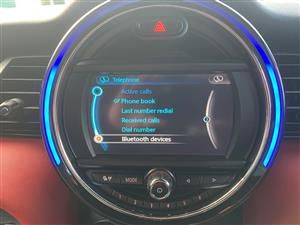 Telephone
Active calls
Phone book
Last number redial
Received calls
Dial number
Bluetooth devices
MODE